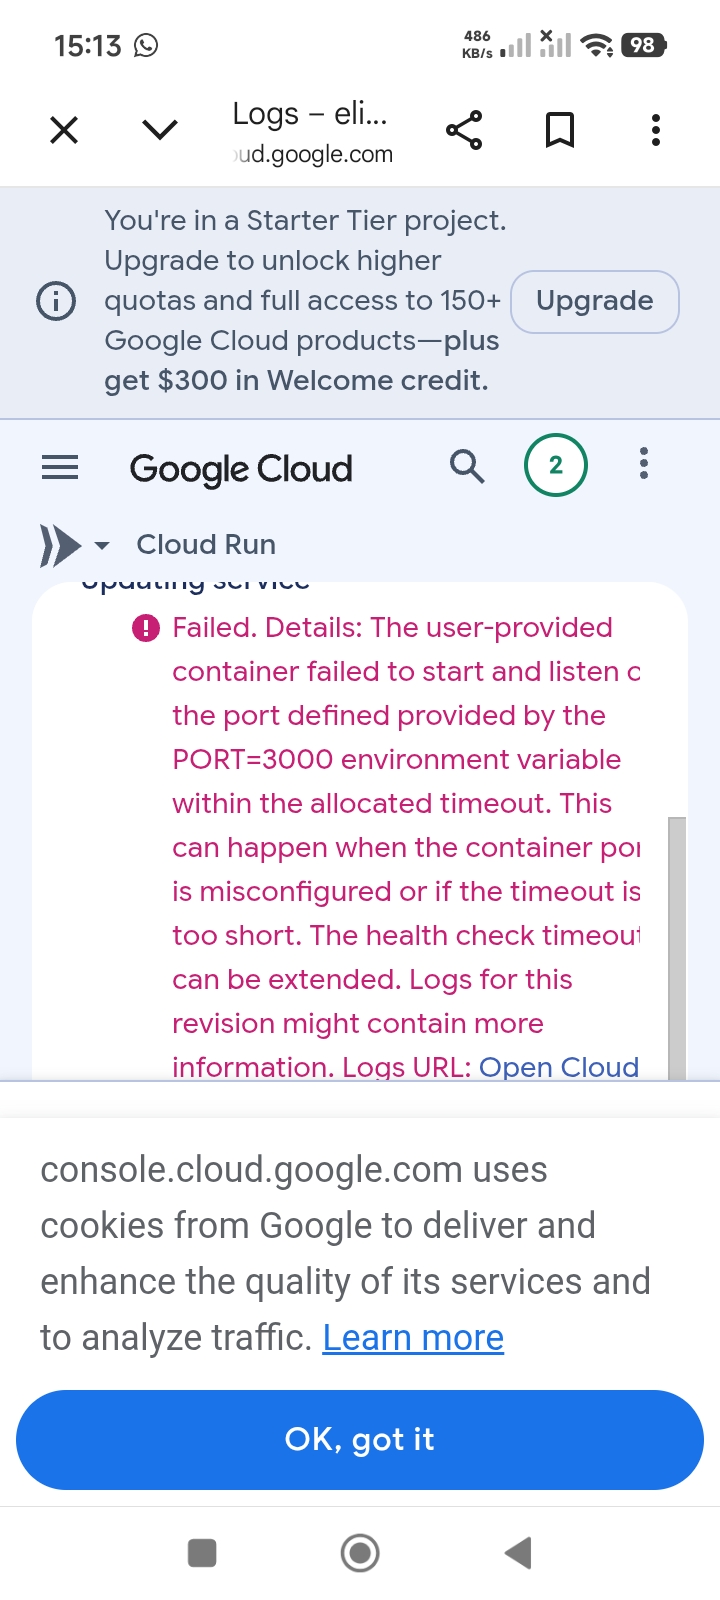 15:13
486
KB/s
98
Logs – eli...
ud.google.com
You're in a Starter Tier project.
Upgrade to unlock higher
quotas and full access to 150+
Google Cloud products—plus
get $300 in Welcome credit.
Upgrade
Google Cloud
2
Cloud Run
Updating service
Failed. Details: The user-provided
container failed to start and listen o
the port defined provided by the
PORT=3000 environment variable
within the allocated timeout. This
can happen when the container por
is misconfigured or if the timeout is
too short. The health check timeout
can be extended. Logs for this
revision might contain more
information. Logs URL: Open Cloud
console.cloud.google.com uses
cookies from Google to deliver and
enhance the quality of its services and
to analyze traffic. Learn more
OK, got it